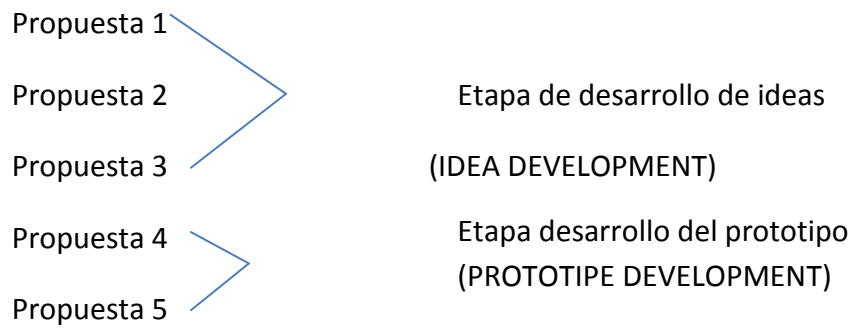 Propuesta 1
Propuesta 2
Etapa de desarrollo de ideas
Propuesta 3
(IDEA DEVELOPMENT)
Propuesta 4
Etapa desarrollo del prototipo
(PROTOTIPE DEVELOPMENT)
Propuesta 5